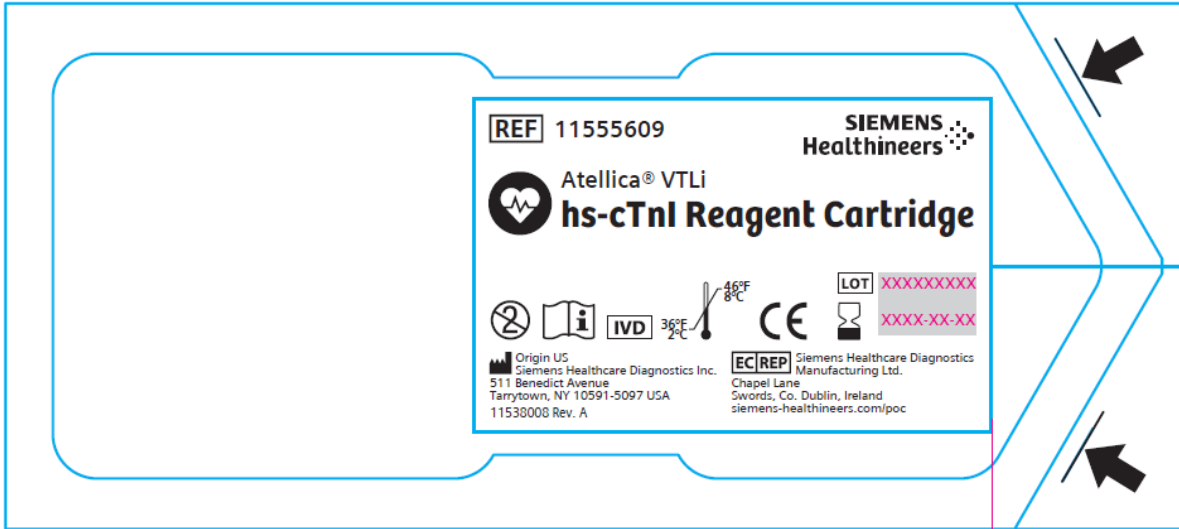 REF 11555609
SIEMENS
Healthineers
Atellica® VTLi
hs-cTnI Reagent Cartridge
46°F
8°C
36°F
2°C
2
i
IVD
CE
LOT XXXXXXXXX
XXXX-XX-XX
Origin US
Siemens Healthcare Diagnostics Inc.
511 Benedict Avenue
Tarrytown, NY 10591-5097 USA
11538008 Rev. A
EC REP Siemens Healthcare Diagnostics
Manufacturing Ltd.
Chapel Lane
Swords, Co. Dublin, Ireland
siemens-healthineers.com/poc